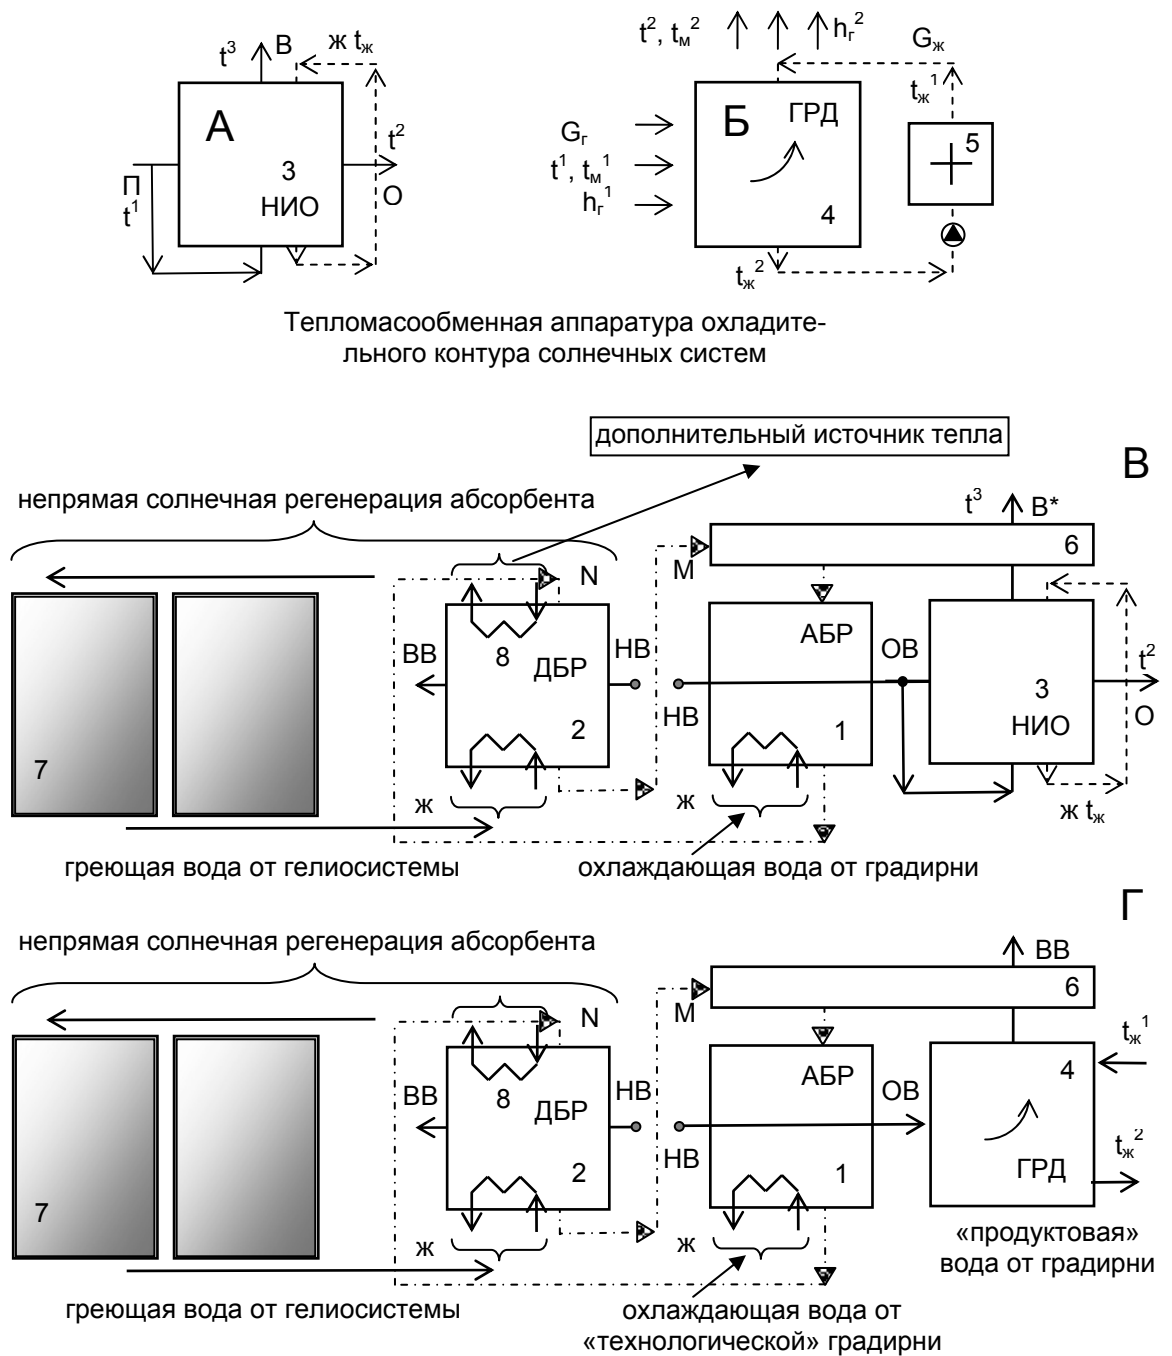 t³ В ж tж
А
t²
П
t¹
3
НИО
О
t², tм² hг²
Gж
Б ГРД
tж¹
5
Gг
t¹, tм¹
hг¹
4
tж²
Тепломасообменная аппаратура охладите-
льного контура солнечных систем
дополнительный источник тепла
В
непрямая солнечная регенерация абсорбента
t³ В*
6
N
М
АБР
ВВ
8
ДБР
НВ
НВ
ОВ
t²
3
НИО
О
7
2
1
ж
ж
ж tж
греющая вода от гелиосистемы
охлаждающая вода от градирни
Г
непрямая солнечная регенерация абсорбента
ВВ
6
N
М
tж¹
АБР
4
ВВ
8
ДБР
НВ
НВ
ОВ
tж²
ГРД
7
2
1
ж
ж
«продуктовая»
вода от градирни
греющая вода от гелиосистемы
охлаждающая вода от
«технологической» градирни